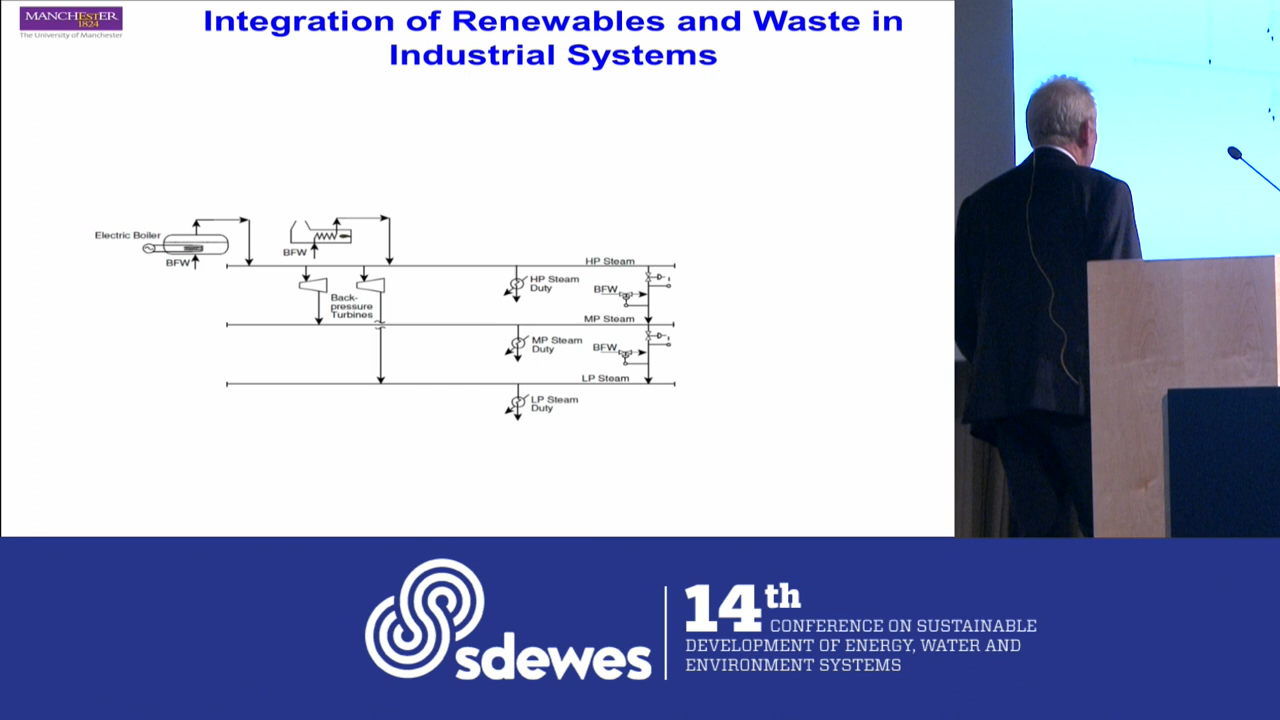 MANCHESTER
1824
The University of Manchester
Integration of Renewables and Waste in
Industrial Systems
Electric Boiler
BFW
BFW
HP Steam
HP Steam
Duty
BFW
Back-
pressure
Turbines
MP Steam
MP Steam
Duty
BFW
LP Steam
LP Steam
Duty
sdewes
14th
CONFERENCE ON SUSTAINABLE
DEVELOPMENT OF ENERGY, WATER AND
ENVIRONMENT SYSTEMS